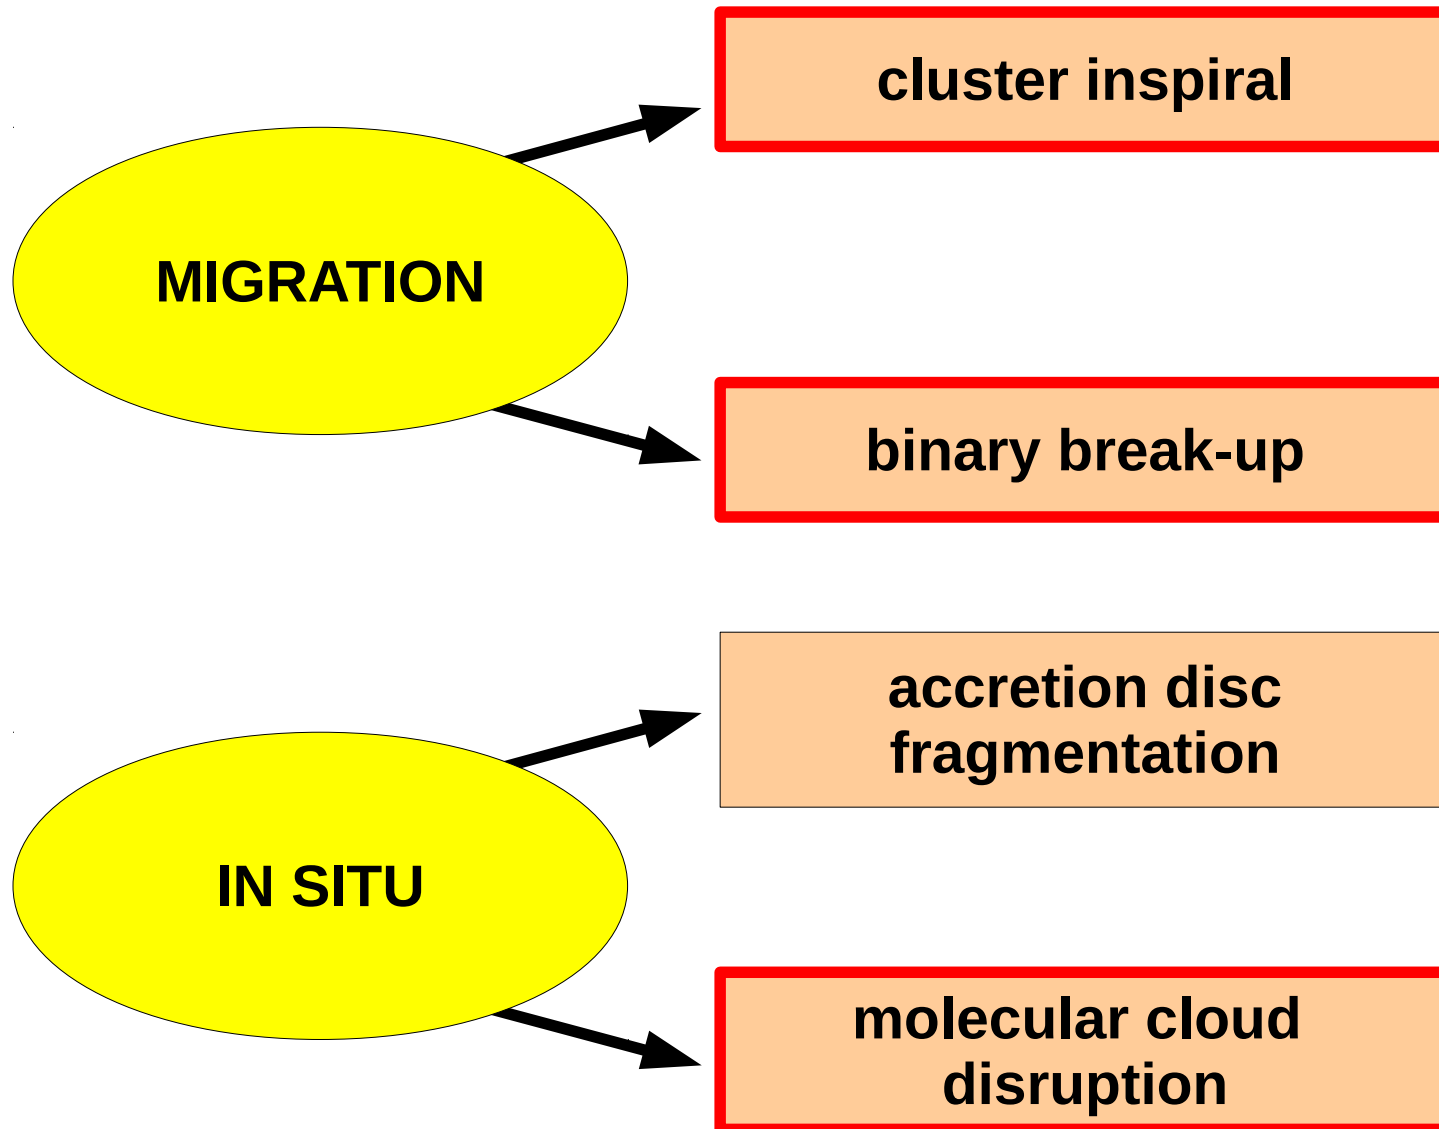 cluster inspiral
MIGRATION
binary break-up
accretion disc
fragmentation
IN SITU
molecular cloud
disruption